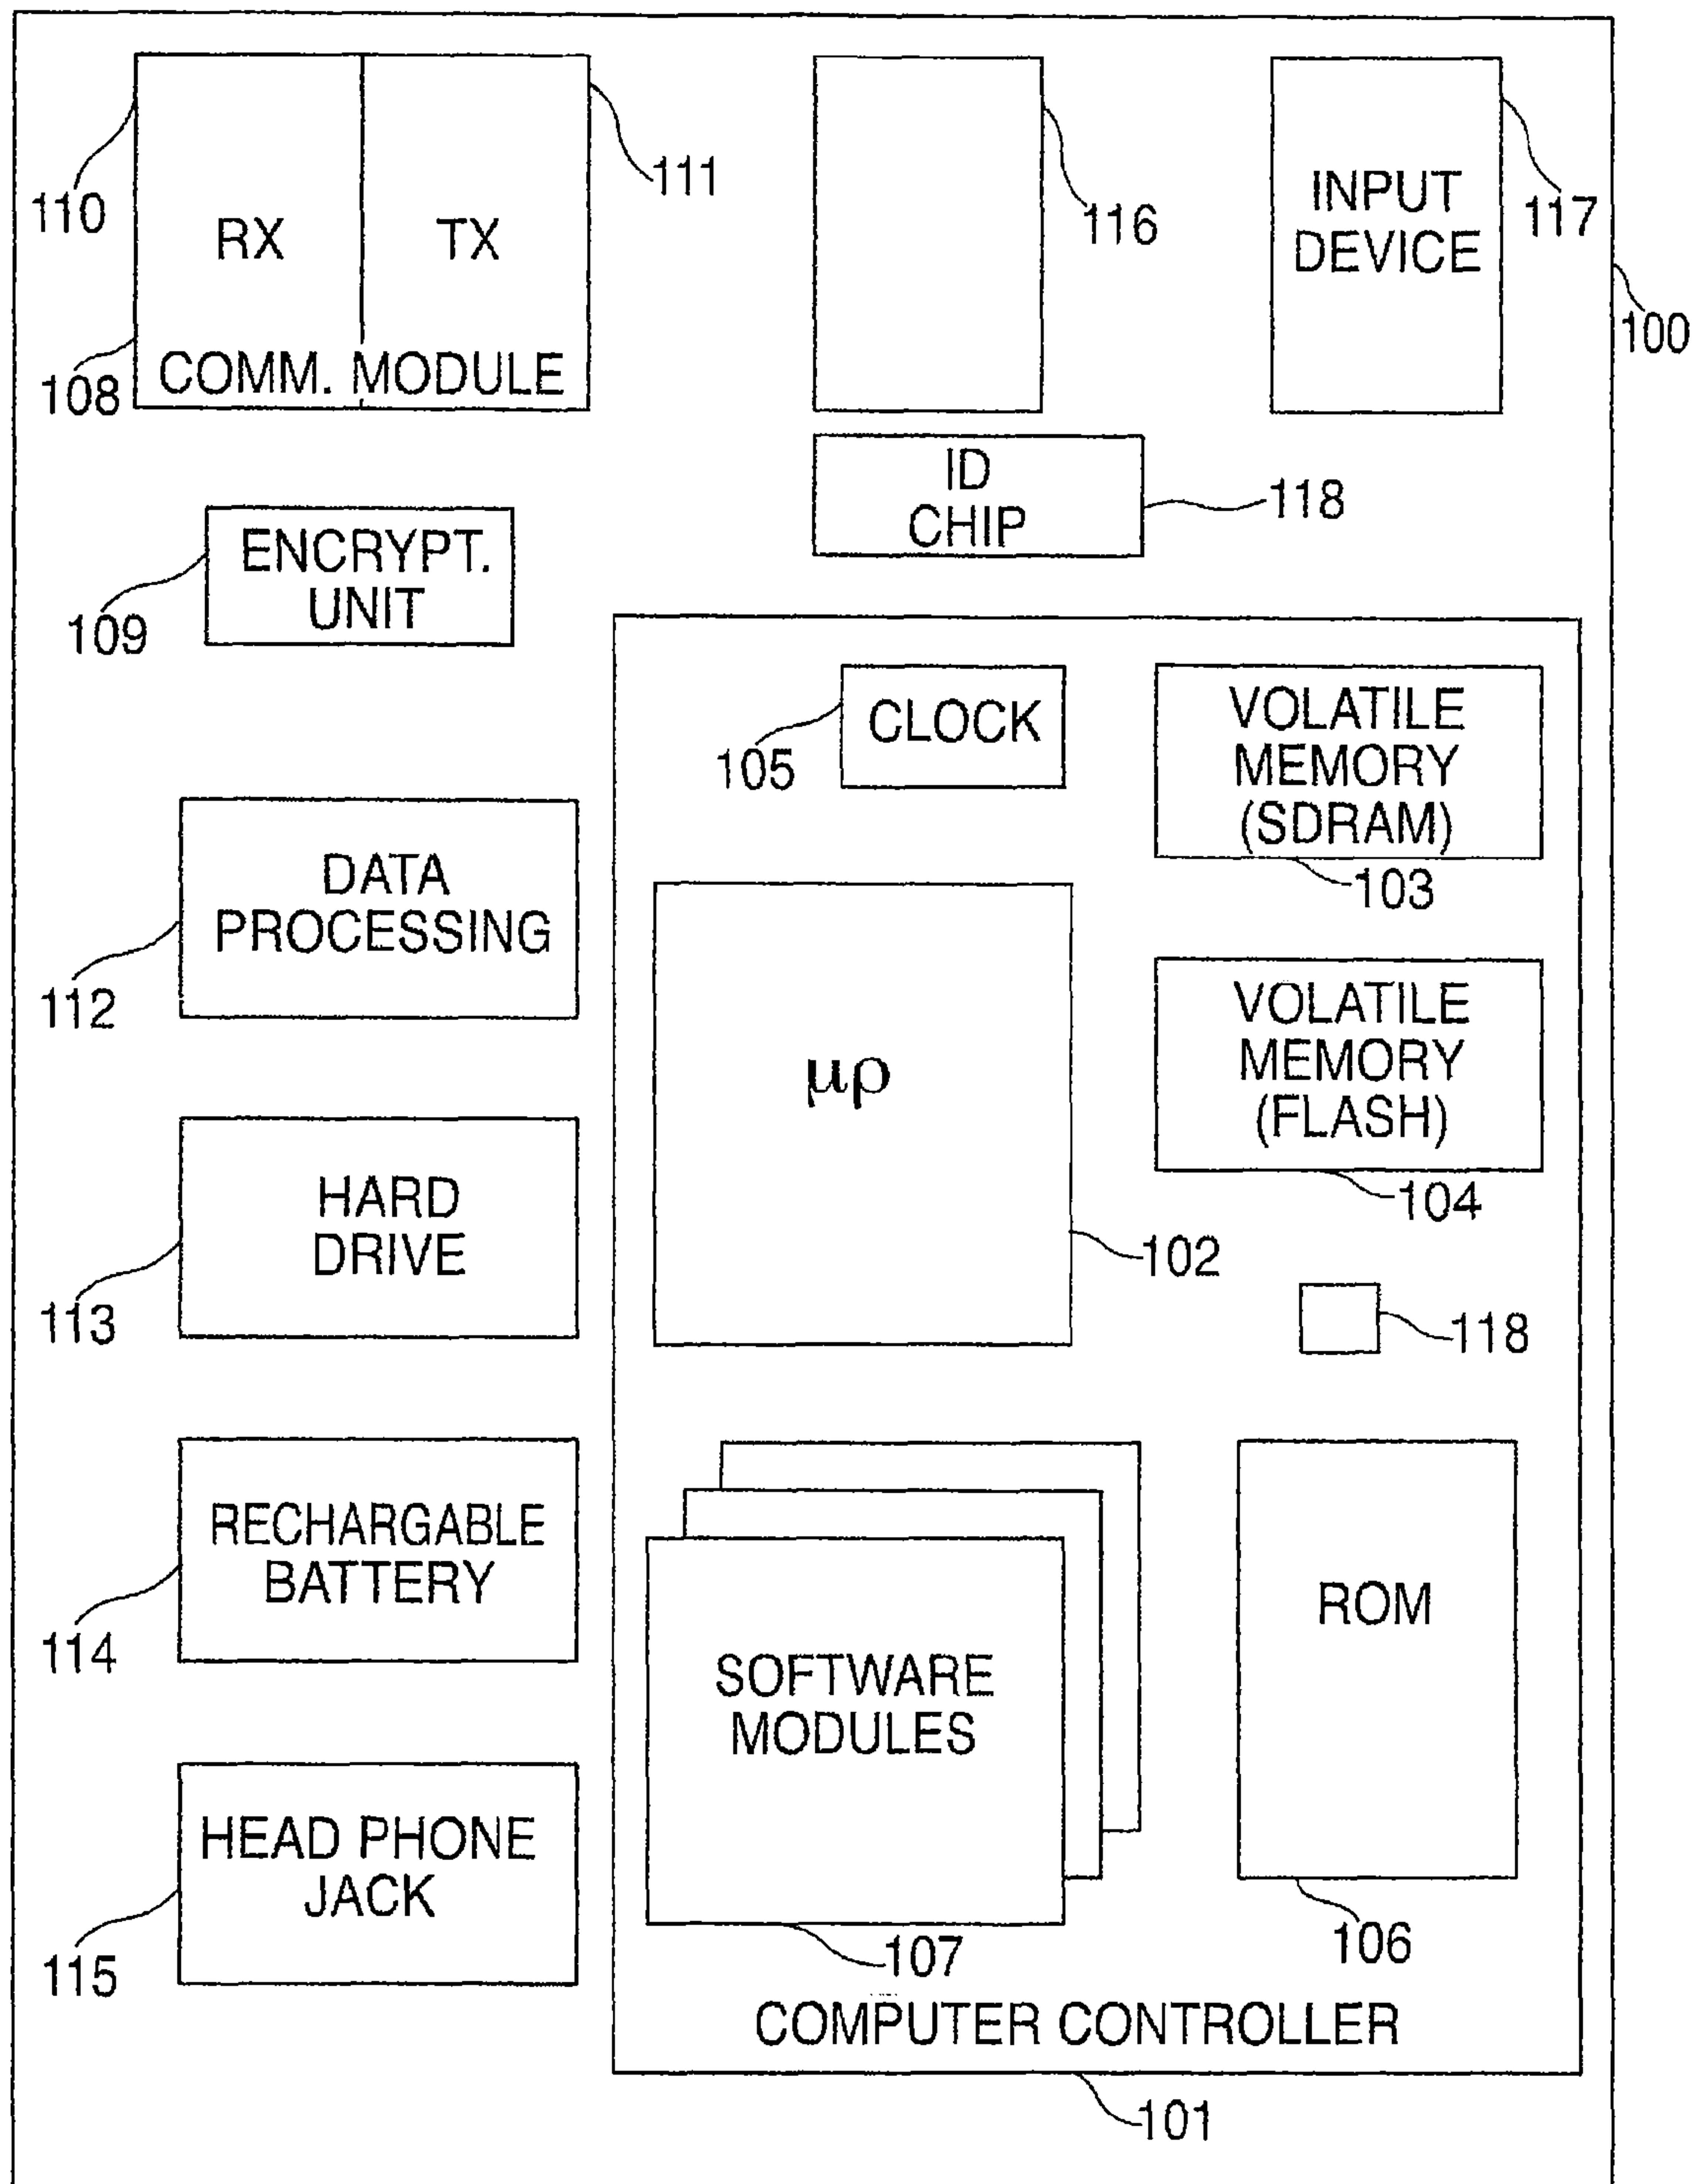 110
RX
TX
111
108
COMM. MODULE
116
INPUT
DEVICE
117
100
ID
CHIP
118
ENCRYPT.
UNIT
109
CLOCK
105
VOLATILE
MEMORY
(SDRAM)
103
DATA
PROCESSING
112
μρ
102
VOLATILE
MEMORY
(FLASH)
104
HARD
DRIVE
113
118
RECHARGABLE
BATTERY
114
SOFTWARE
MODULES
107
ROM
106
HEAD PHONE
JACK
115
COMPUTER CONTROLLER
101